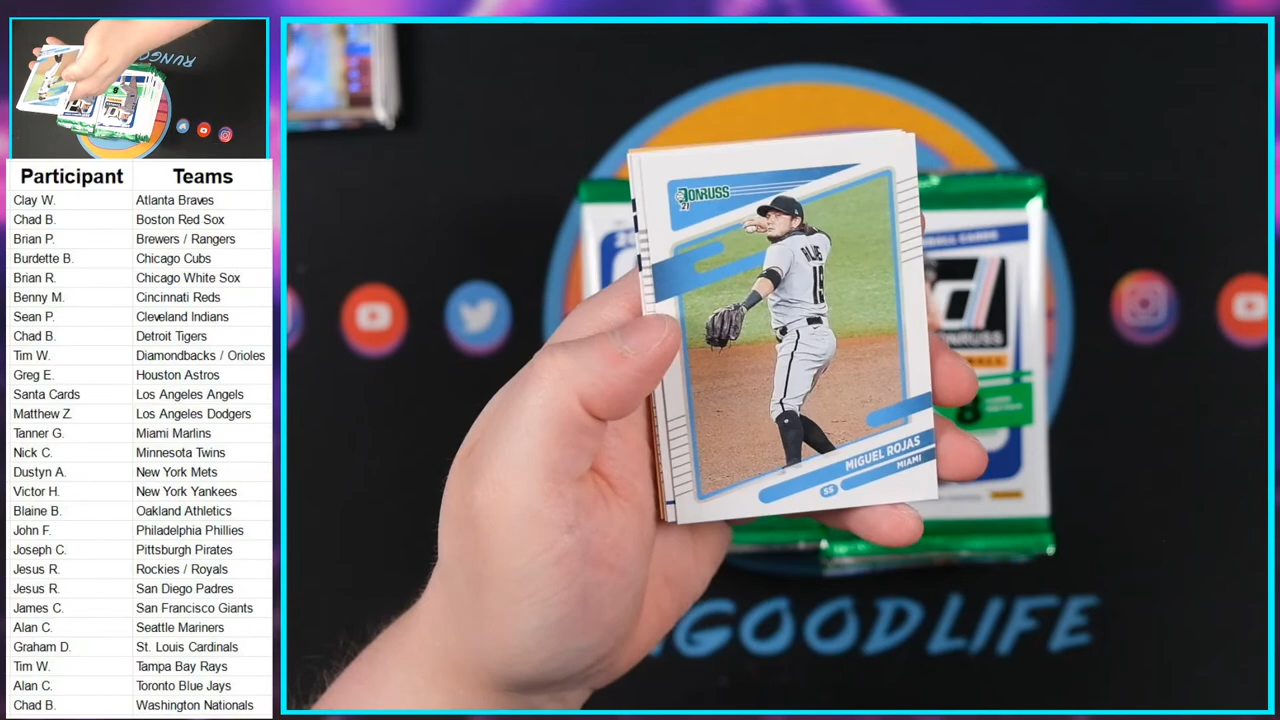 RUNGOODLIFE
Participant Teams
Clay W. Atlanta Braves
Chad B. Boston Red Sox
Brian P. Brewers / Rangers
Burdette B. Chicago Cubs
Brian R. Chicago White Sox
Benny M. Cincinnati Reds
Sean P. Cleveland Indians
Chad B. Detroit Tigers
Tim W. Diamondbacks / Orioles
Greg E. Houston Astros
Santa Cards Los Angeles Angels
Matthew Z. Los Angeles Dodgers
Tanner G. Miami Marlins
Nick C. Minnesota Twins
Dustyn A. New York Mets
Victor H. New York Yankees
Blaine B. Oakland Athletics
John F. Philadelphia Phillies
Joseph C. Pittsburgh Pirates
Jesus R. Rockies / Royals
Jesus R. San Diego Padres
James C. San Francisco Giants
Alan C. Seattle Mariners
Graham D. St. Louis Cardinals
Tim W. Tampa Bay Rays
Alan C. Toronto Blue Jays
Chad B. Washington Nationals
DONRUSS
21
ROJAS
19
MIGUEL ROJAS
MIAMI
SS
8
GOODLIFE